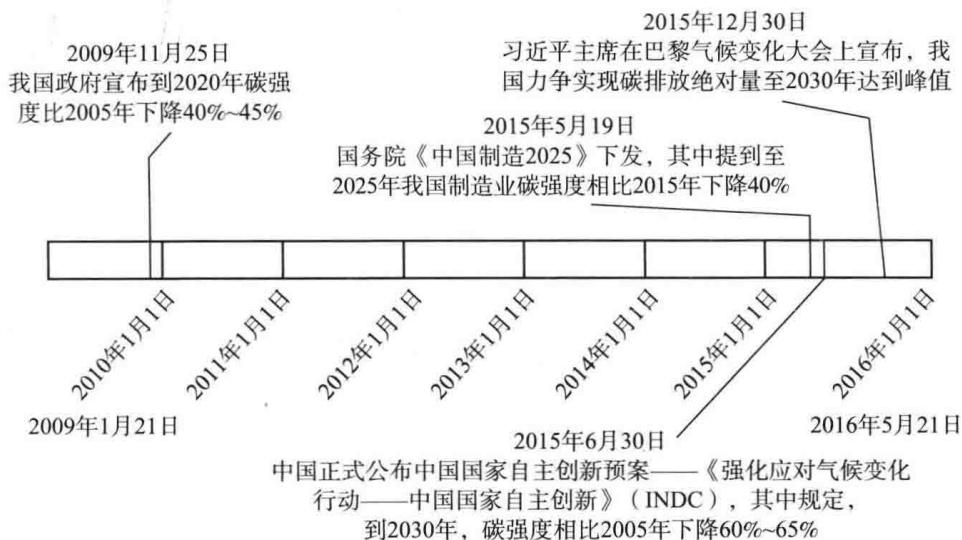 2015年12月30日
习近平主席在巴黎气候变化大会上宣布，我
国力争实现碳排放绝对量至2030年达到峰值
2009年11月25日
我国政府宣布到2020年碳强
度比2005年下降40%~45%
2015年5月19日
国务院《中国制造2025》下发，其中提到至
2025年我国制造业碳强度相比2015年下降40%
2010年1月1日
2011年1月1日
2012年1月1日
2013年1月1日
2014年1月1日
2015年1月1日
2016年1月1日
2009年1月21日
2016年5月21日
2015年6月30日
中国正式公布中国国家自主创新预案——《强化应对气候变化
行动——中国国家自主创新》（INDC），其中规定，
到2030年，碳强度相比2005年下降60%~65%